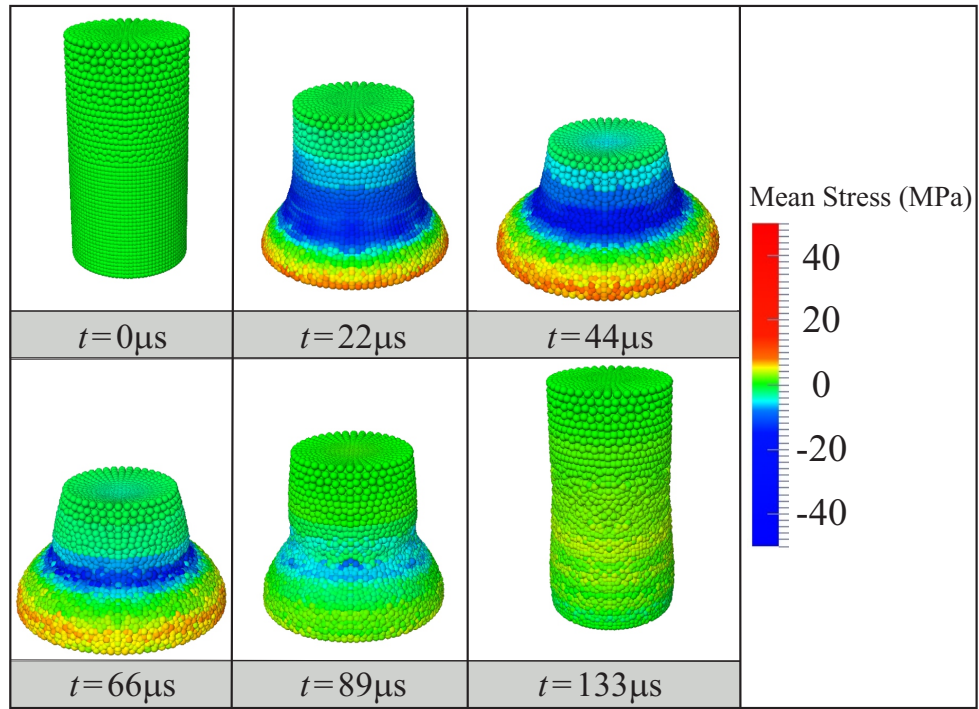 t=0μs
t=22μs
t=44μs
Mean Stress (MPa)
40
20
0
-20
-40
t=66μs
t=89μs
t=133μs